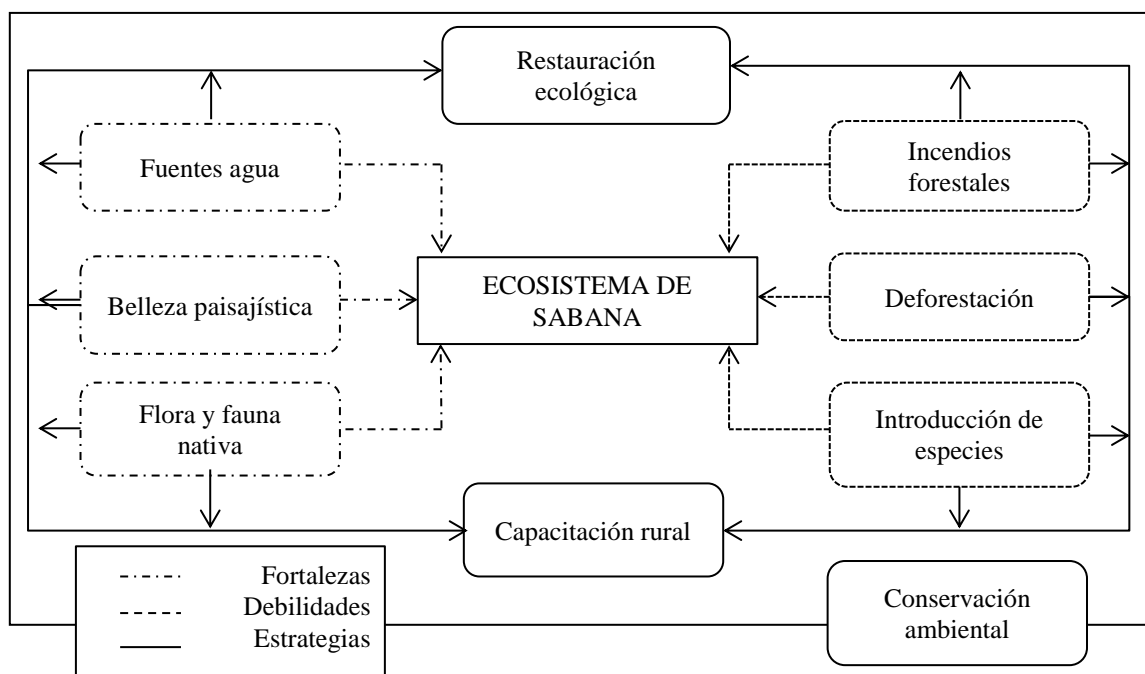 Restauración
ecológica
Fuentes agua
Incendios
forestales
Belleza paisajística
ECOSISTEMA DE
SABANA
Deforestación
Flora y fauna
nativa
Introducción de
especies
Capacitación rural
Fortalezas
Debilidades
Estrategias
Conservación
ambiental